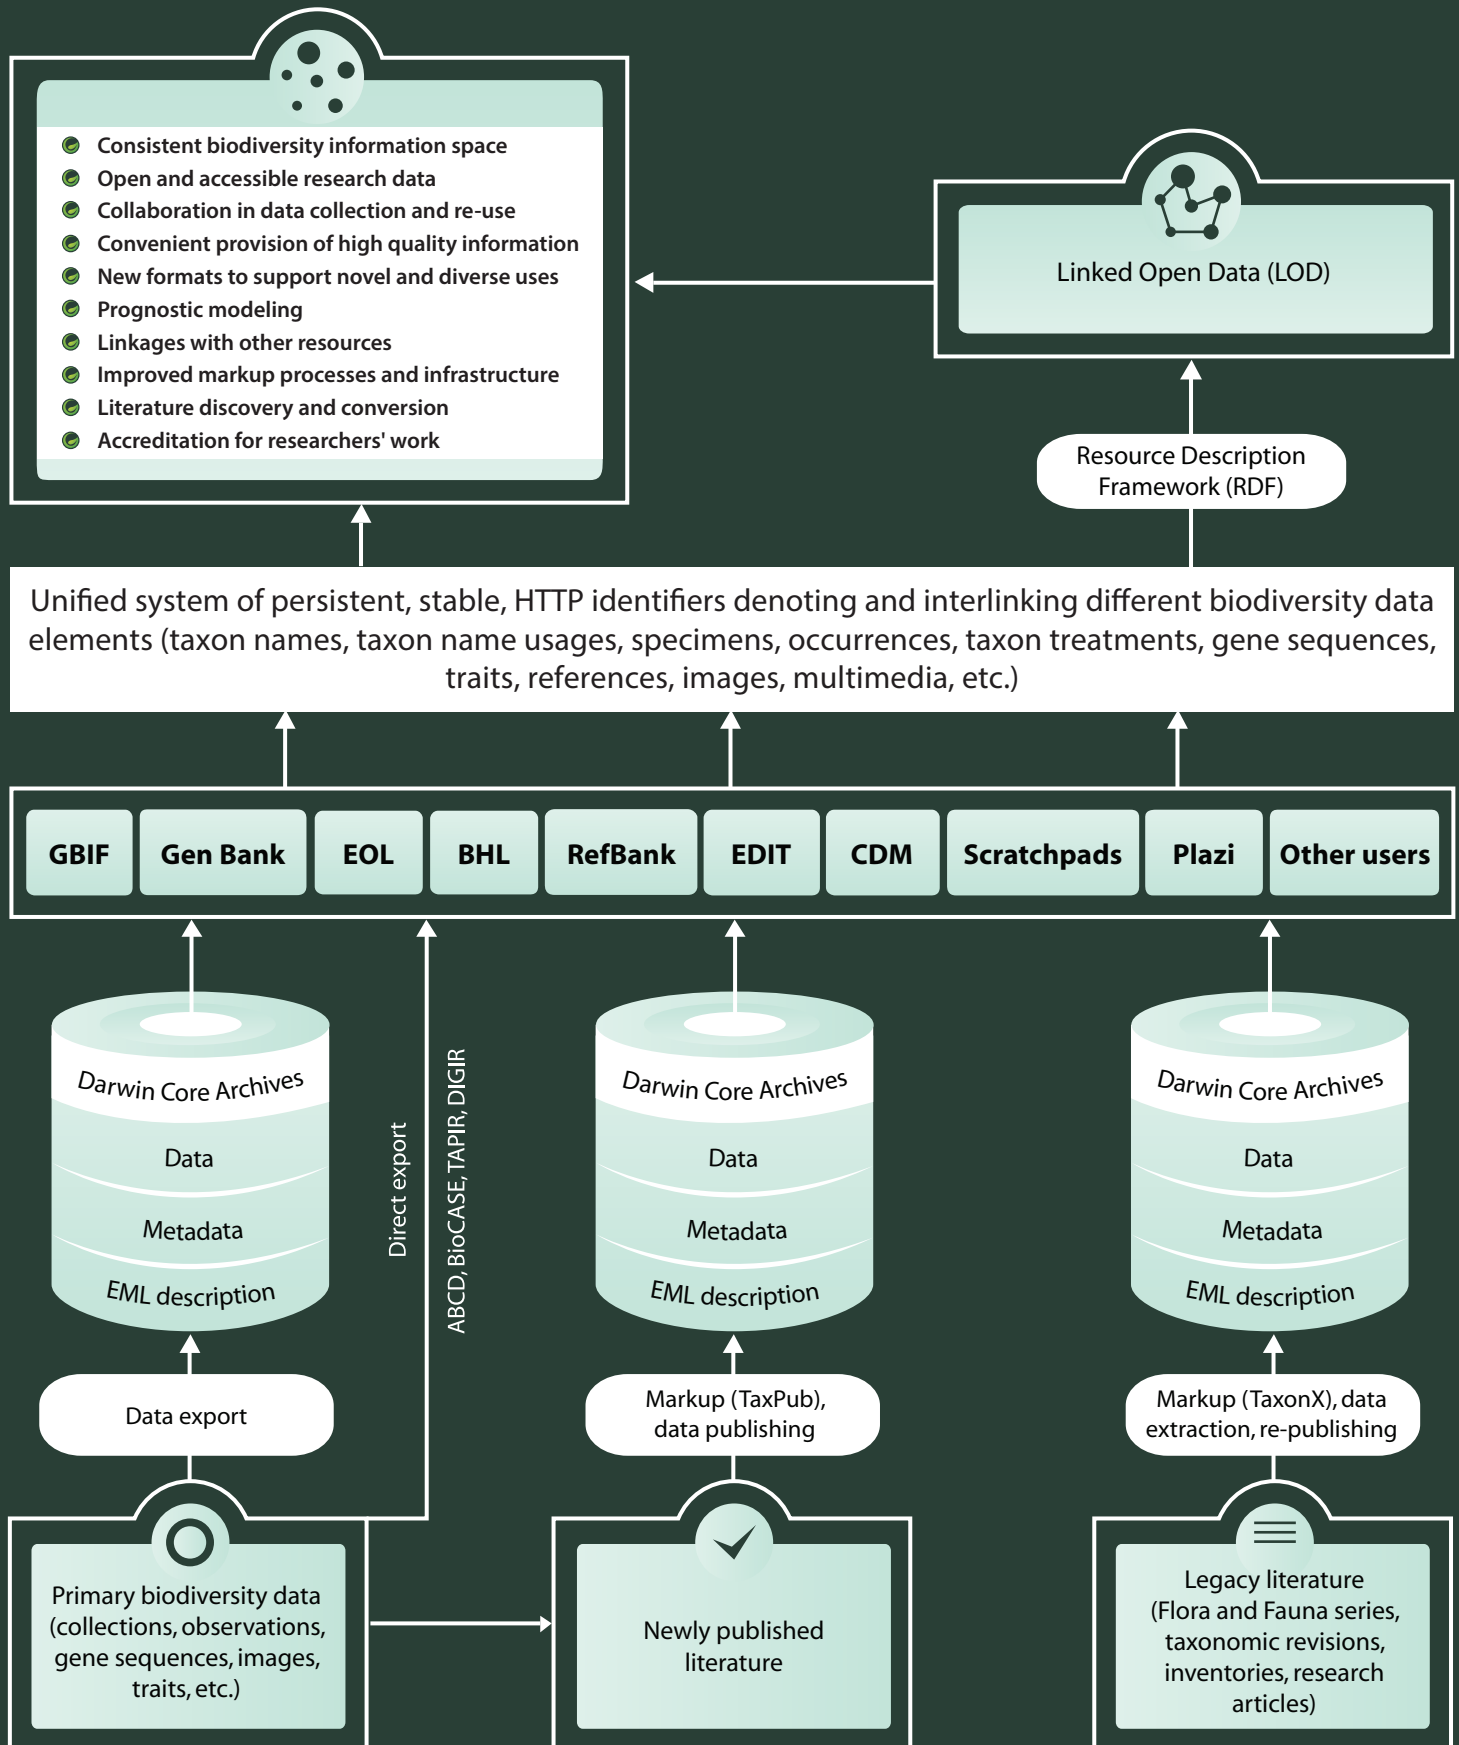 Consistent biodiversity information space
Open and accessible research data
Collaboration in data collection and re-use
Convenient provision of high quality information
New formats to support novel and diverse uses
Prognostic modeling
Linkages with other resources
Improved markup processes and infrastructure
Literature discovery and conversion
Accreditation for researchers' work
Linked Open Data (LOD)
Resource Description
Framework (RDF)
Unified system of persistent, stable, HTTP identifiers denoting and interlinking different biodiversity data
elements (taxon names, taxon name usages, specimens, occurrences, taxon treatments, gene sequences,
traits, references, images, multimedia, etc.)
GBIF
Gen Bank
EOL
BHL
RefBank
EDIT
CDM
Scratchpads
Plazi
Other users
Darwin Core Archives
Data
Metadata
EML description
Direct export
ABCD, BioCASE, TAPIR, DIGIR
Darwin Core Archives
Data
Metadata
EML description
Darwin Core Archives
Data
Metadata
EML description
Data export
Markup (TaxPub),
data publishing
Markup (TaxonX), data
extraction, re-publishing
Primary biodiversity data
(collections, observations,
gene sequences, images,
traits, etc.)
Newly published
literature
Legacy literature
(Flora and Fauna series,
taxonomic revisions,
inventories, research
articles)